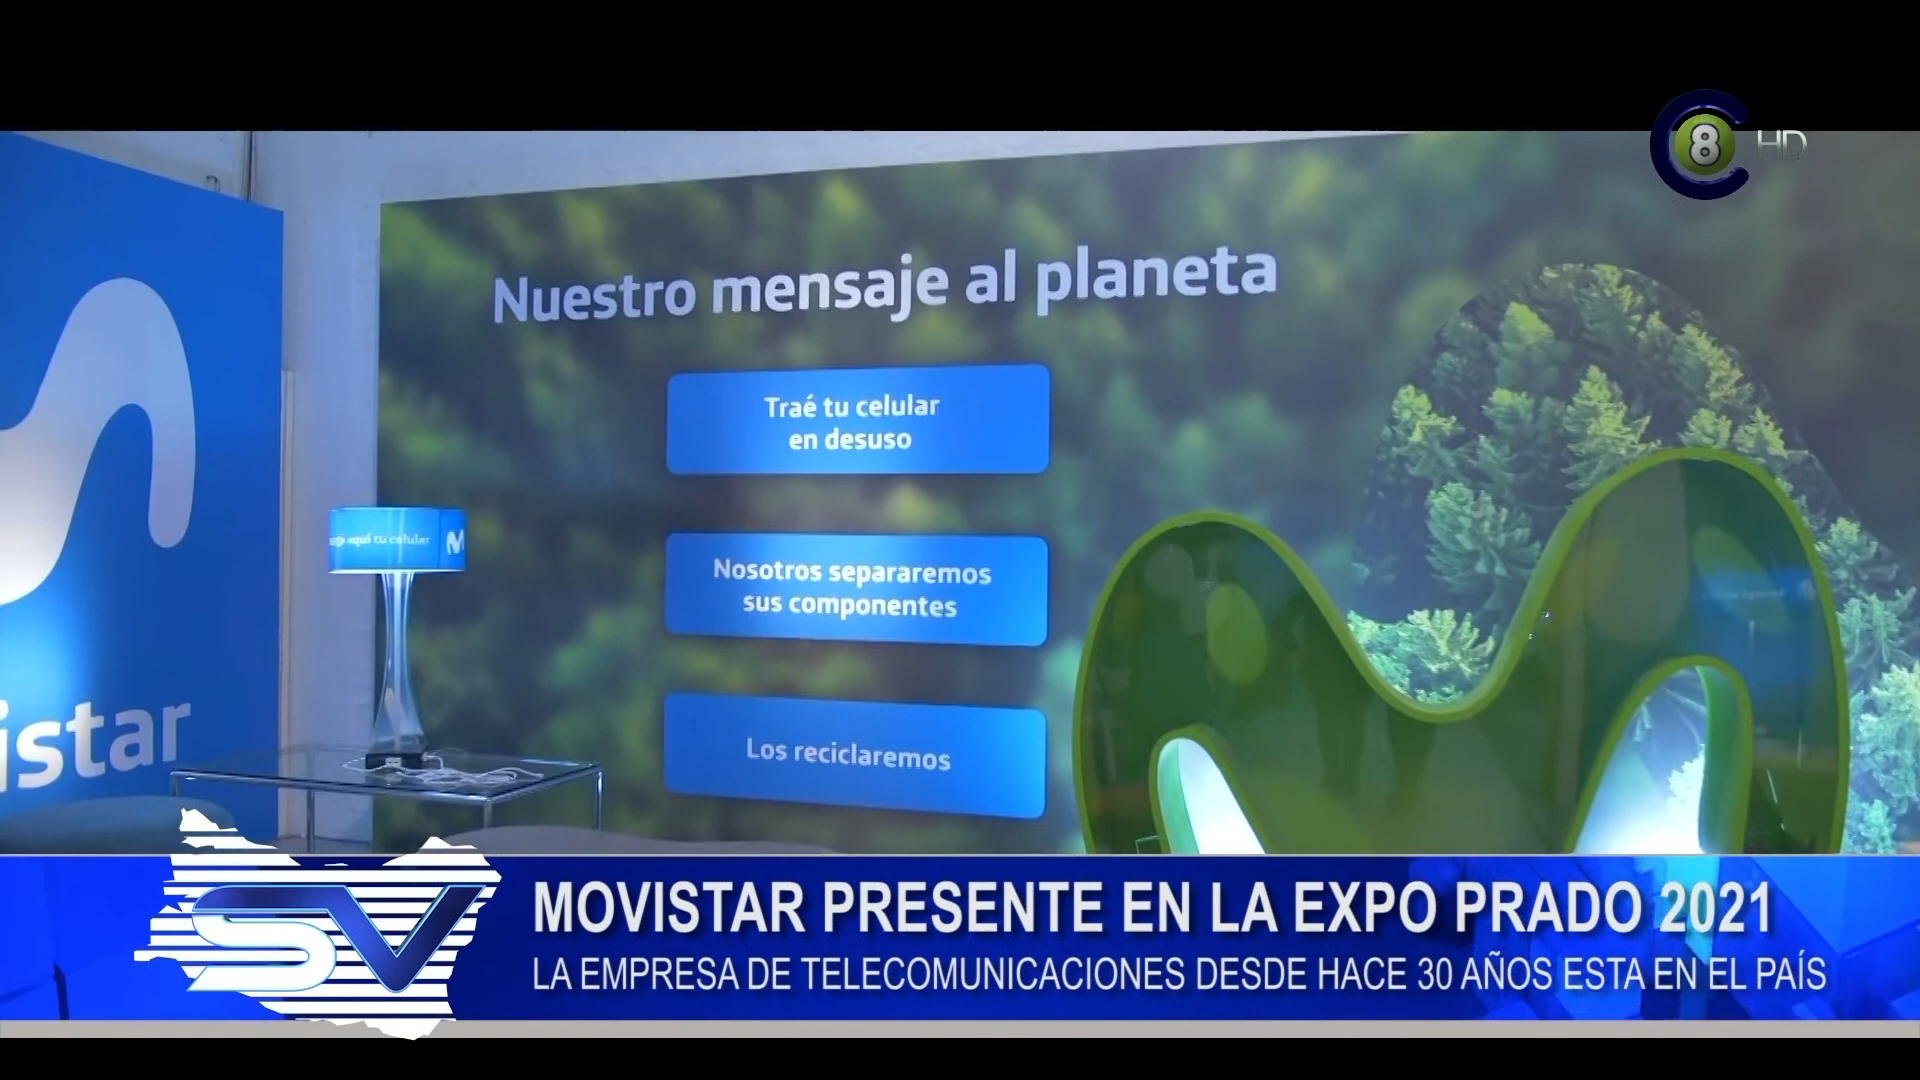 8 HD
Nuestro mensaje al planeta
Traé tu celular
en desuso
aquí tu celular
Nosotros separaremos
sus componentes
istar
Los reciclaremos
SV
MOVISTAR PRESENTE EN LA EXPO PRADO 2021
LA EMPRESA DE TELECOMUNICACIONES DESDE HACE 30 AÑOS ESTA EN EL PAÍS